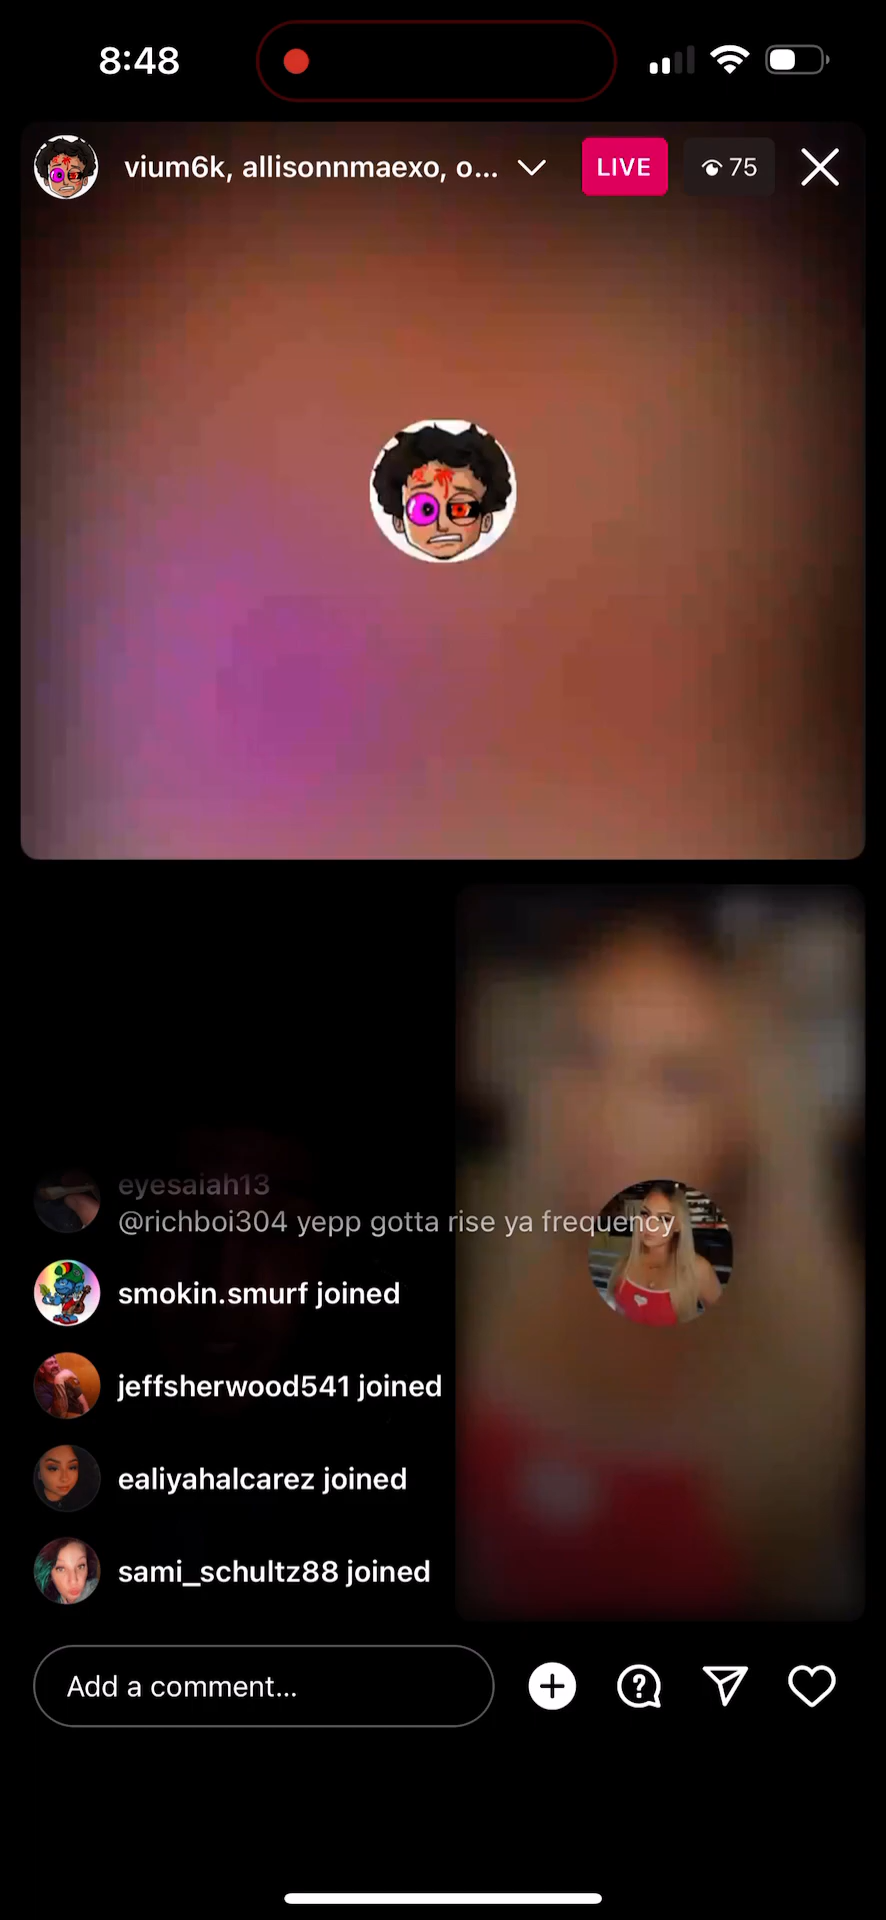 8:48
vium6k, allisonnmaexo, o...
LIVE
75
eyesaiah13
@richboi304 yepp gotta rise ya frequency
smokin.smurf joined
jeffsherwood541 joined
ealiyahalcarez joined
sami_schultz88 joined
Add a comment...